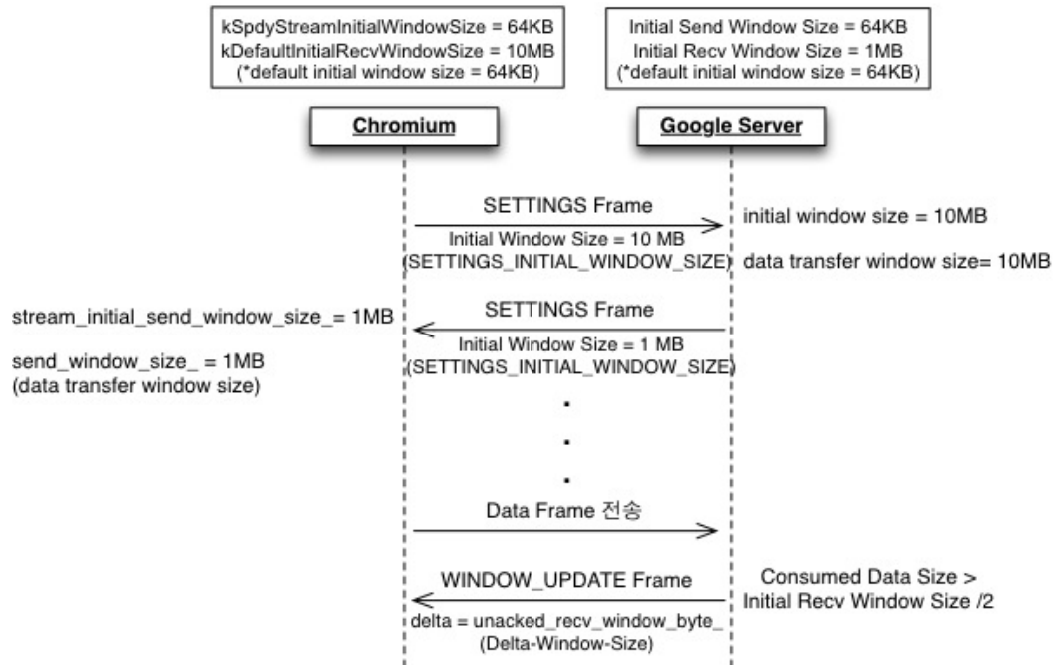 kSpdyStreamInitialWindowSize = 64KB
kDefaultInitialRecvWindowSize = 10MB
(*default initial window size = 64KB)
Initial Send Window Size = 64KB
Initial Recv Window Size = 1MB
(*default initial window size = 64KB)
Chromium
Google Server
SETTINGS Frame
Initial Window Size = 10 MB
(SETTINGS_INITIAL_WINDOW_SIZE)
initial window size = 10MB
data transfer window size= 10MB
stream_initial_send_window_size_= 1MB
send_window_size_ = 1MB
(data transfer window size)
SETTINGS Frame
Initial Window Size = 1 MB
(SETTINGS_INITIAL_WINDOW_SIZE)
.
.
.
Data Frame 전송
WINDOW_UPDATE Frame
delta = unacked_recv_window_byte_
(Delta-Window-Size)
Consumed Data Size >
Initial Recv Window Size /2